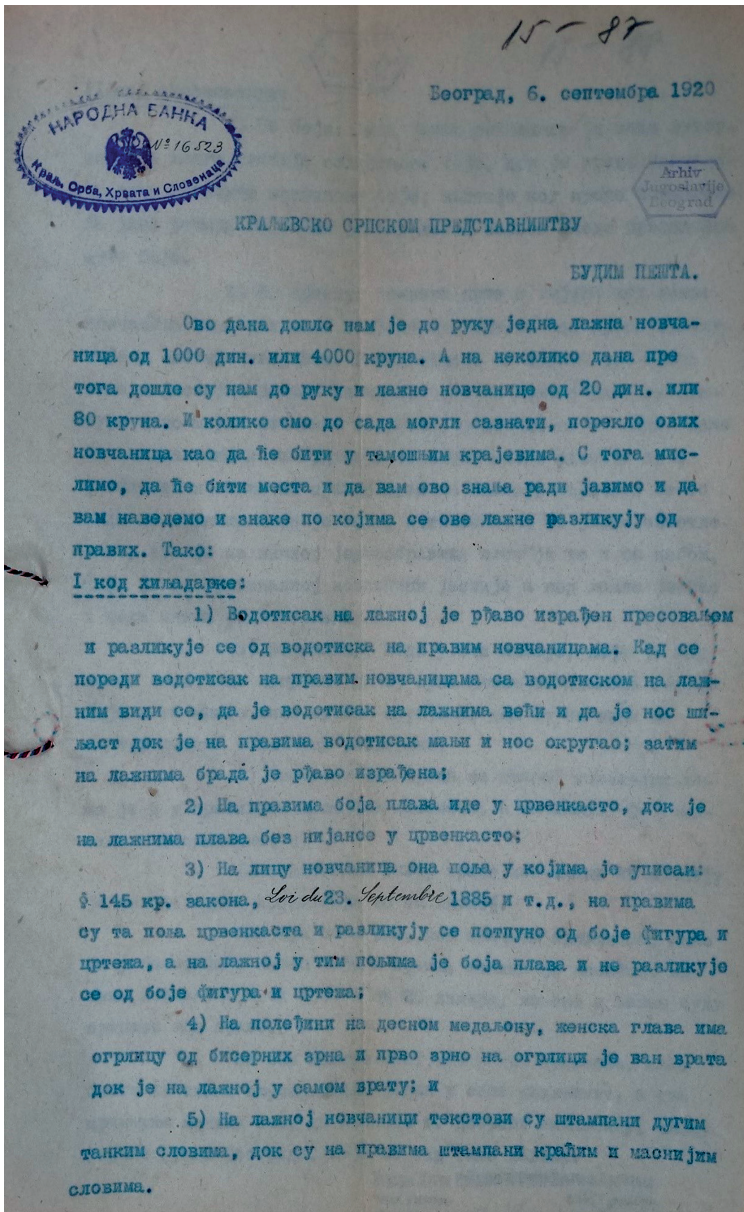 15 - 87
Београд, 6. септембра 1920
НАРОДНА БАНКА
№ 16523
Краљ. Срба, Хрвата и Словенаца
Arhiv
Jugoslavije
Beograd
КРАЉЕВСКО СРПСКОМ ПРЕДСТАВНИШТВУ
БУДИМ ПЕШТА.
Ово дана дошло нам је до руку једна лажна новча-
ница од 1000 дин. или 4000 круна. А на неколико дана пре
тога дошле су нам до руку и лажне новчанице од 20 дин. или
80 круна. И колико смо до сада могли сазнати, порекло ових
новчаница као да ће бити у тамошњим крајевима. С тога мис-
лимо, да ће бити места и да вам ово знања ради јавимо и да
вам наведемо и знаке по којима се ове лажне разликују од
правих. Тако:
I код хиладарке:
1) Водотисак на лажној је рђаво израђен пресовањем
и разликује се од водотиска на правим новчаницама. Кад се
пореди водотисак на правим новчаницама са водотиском на лаж-
ним види се, да је водотисак на лажнима већи и да је нос ши-
љаст док је на правима водотисак мањи и нос округао; затим
на лажнима брада је рђаво израђена;
2) На правима боја плава иде у црвенкасто, док је
на лажнима плава без нијансе у црвенкасто;
3) На лицу новчаница она поља у којима је уписан:
§ 145 кр. закона, Loi du 23. Septembre 1885 и т.д., на правима
су та поља црвенкаста и разликују се потпуно од боје фигура и
цртежа, а на лажној у тим пољима је боја плава и не разликује
се од боје фигура и цртежа;
4) На полеђини на десном медаљону, женска глава има
огрлицу од бисерних зрна и прво зрно на огрлици је ван врата
док је на лажној у самом врату; и
5) На лажној новчаници текстови су штампани дугим
танким словима, док су на правима штампани краћим и маснијим
словима.